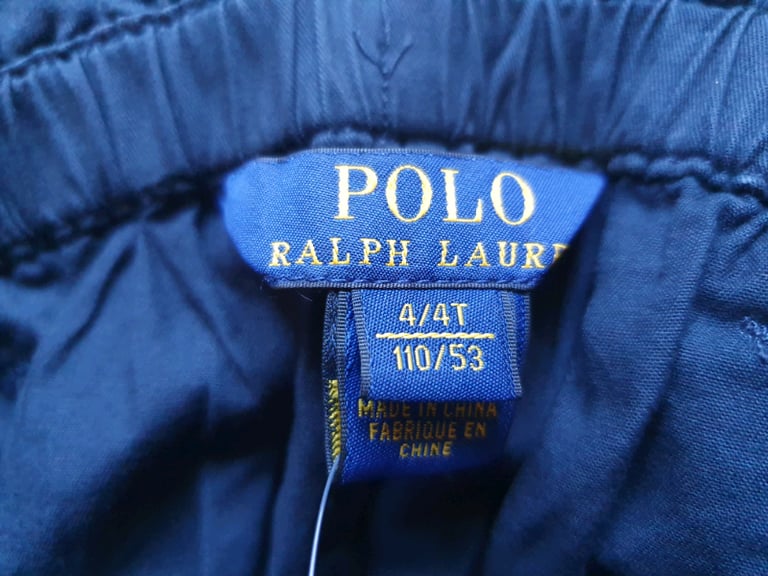 POLO
RALPH LAURE
4/4T
110/53
MADE IN CHINA
FABRIQUE EN
CHINE